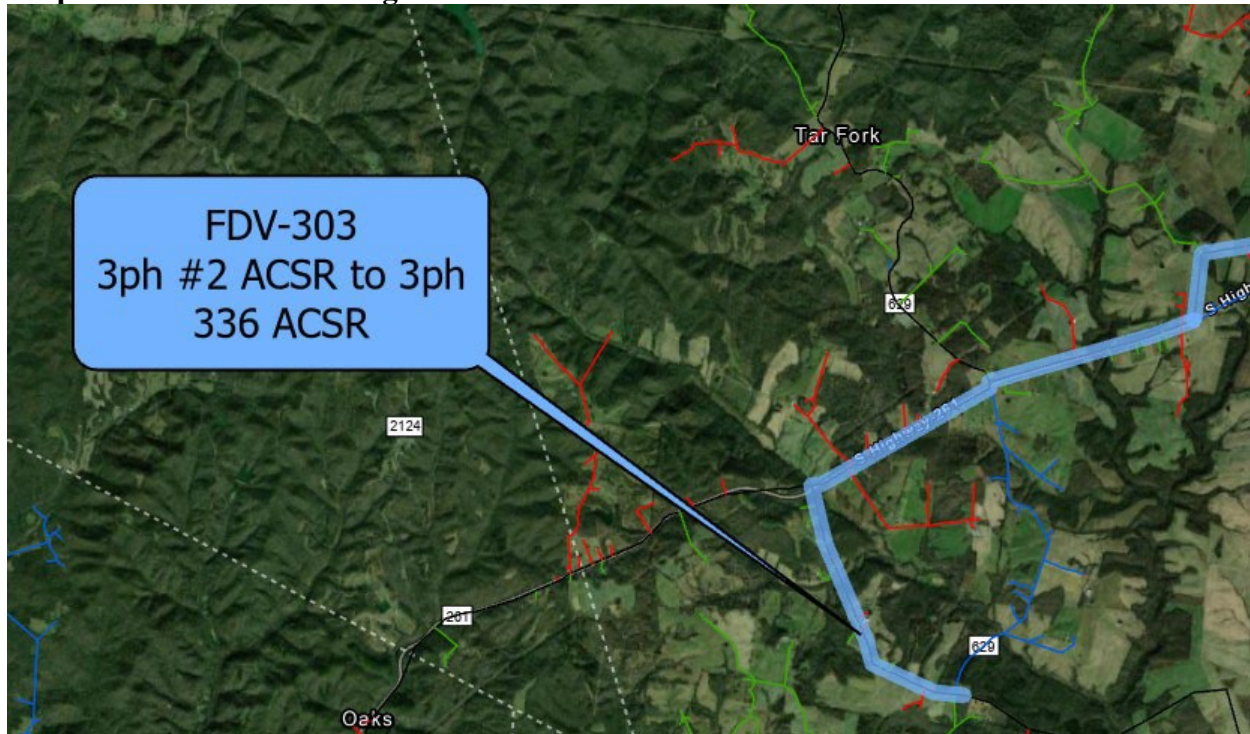 Tar Fork
FDV-303
3ph #2 ACSR to 3ph
336 ACSR
629
S High
2124
S Highway 261
261
629
Oaks